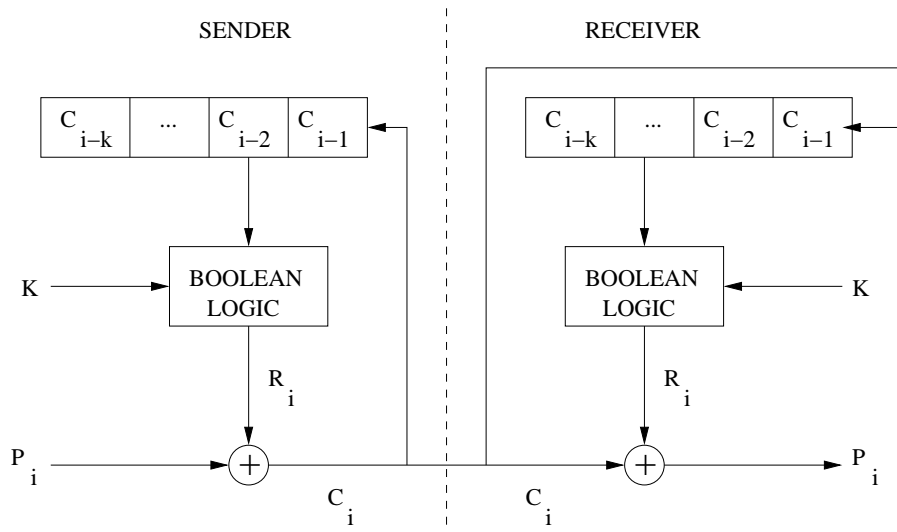 SENDER RECEIVER
C i−k ... C i−2 C i−1 C i−k ... C i−2 C i−1
K BOOLEAN LOGIC BOOLEAN LOGIC K
R i R i
P i + + P i
C i C i